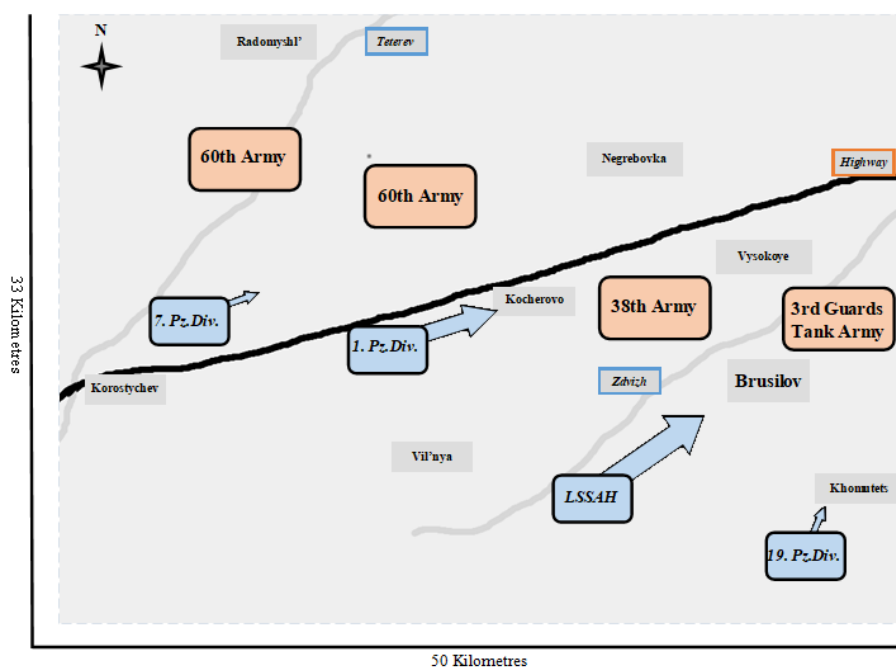 N
Radomyshl’
Teterev
60th Army
60th Army
Negrebovka
Highway
Vysokoye
7. Pz.Div.
Kocherovo
38th Army
3rd Guards
Tank Army
1. Pz.Div.
33 Kilometres
Korostychev
Zdvizh
Brusilov
Vil’nya
LSSAH
Khomutets
19. Pz.Div.
50 Kilometres